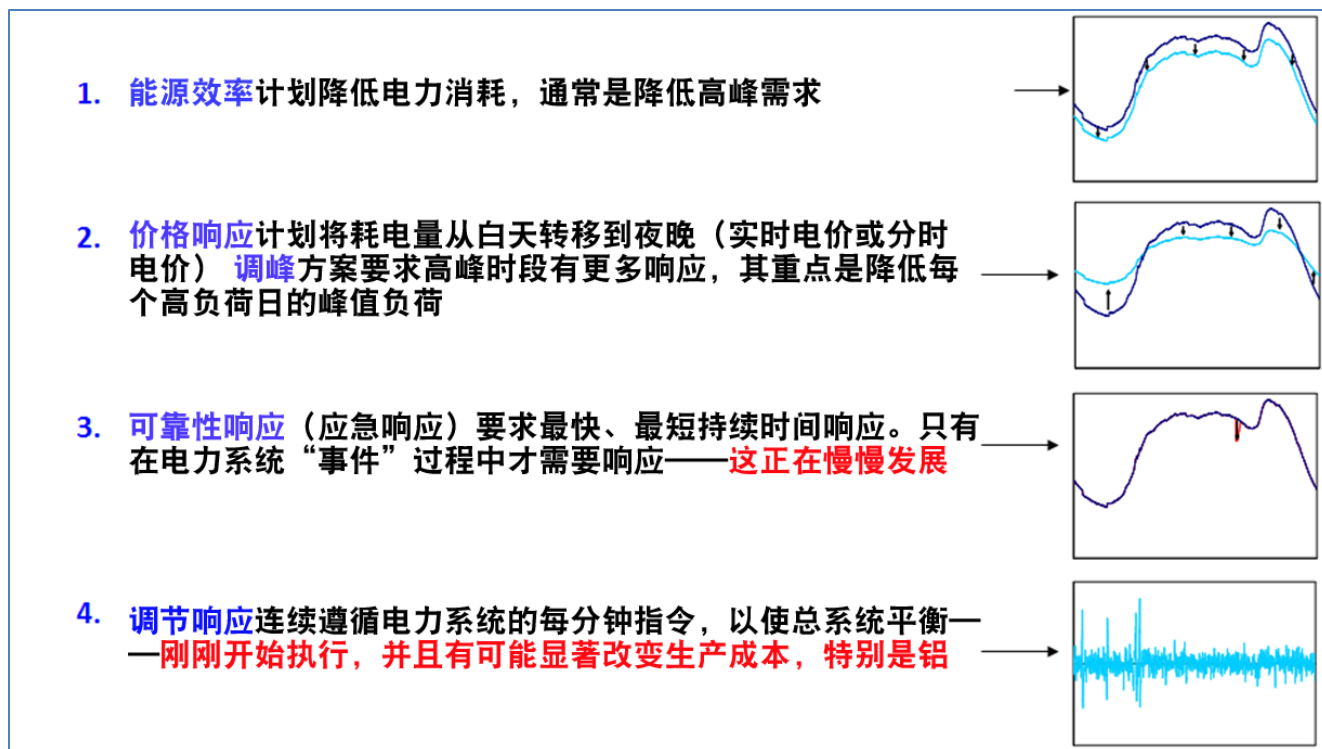 1. 能源效率计划降低电力消耗，通常是降低高峰需求
2. 价格响应计划将耗电量从白天转移到夜晚（实时电价或分时
电价） 调峰方案要求高峰时段有更多响应，其重点是降低每
个高负荷日的峰值负荷
3. 可靠性响应（应急响应）要求最快、最短持续时间响应。只有
在电力系统“事件”过程中才需要响应——这正在慢慢发展
4. 调节响应连续遵循电力系统的每分钟指令，以使总系统平衡—
—刚刚开始执行，并且有可能显著改变生产成本，特别是铝